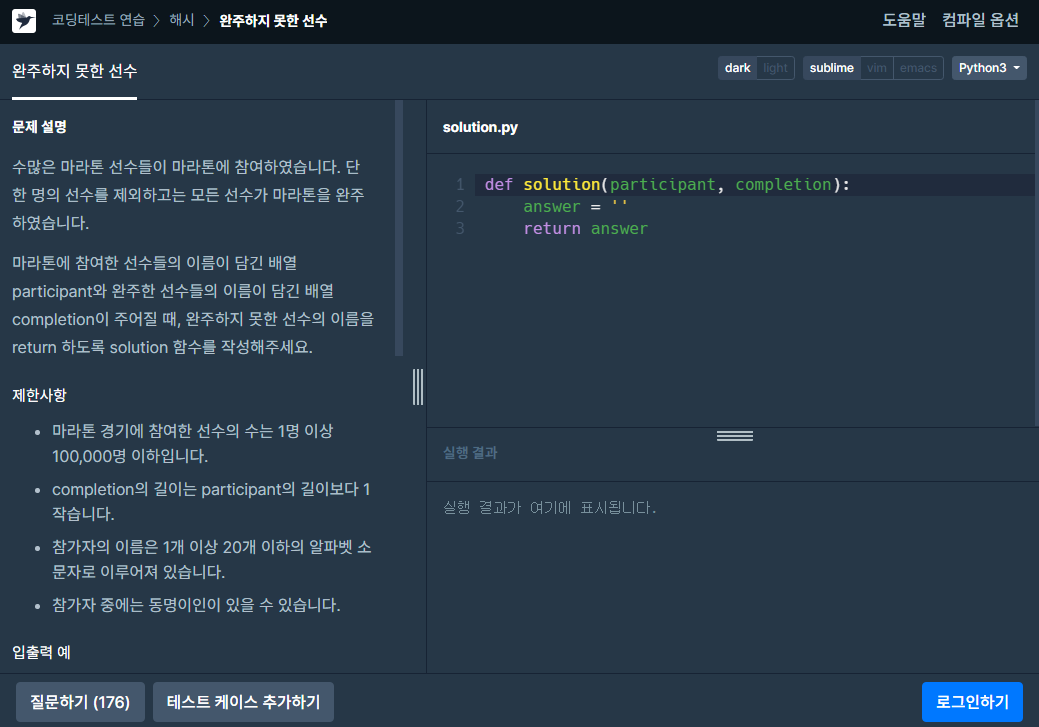 코딩테스트 연습 > 해시 > 완주하지 못한 선수
도움말 컴파일 옵션
완주하지 못한 선수
dark light sublime vim emacs Python3
문제 설명
수많은 마라톤 선수들이 마라톤에 참여하였습니다. 단
한 명의 선수를 제외하고는 모든 선수가 마라톤을 완주
하였습니다.
마라톤에 참여한 선수들의 이름이 담긴 배열
participant와 완주한 선수들의 이름이 담긴 배열
completion이 주어질 때, 완주하지 못한 선수의 이름을
return 하도록 solution 함수를 작성해주세요.
제한사항
• 마라톤 경기에 참여한 선수의 수는 1명 이상
100,000명 이하입니다.
• completion의 길이는 participant의 길이보다 1
작습니다.
• 참가자의 이름은 1개 이상 20개 이하의 알파벳 소
문자로 이루어져 있습니다.
• 참가자 중에는 동명이인이 있을 수 있습니다.
입출력 예
solution.py
1 def solution(participant, completion):
2     answer = ''
3     return answer
실행 결과
실행 결과가 여기에 표시됩니다.
질문하기 (176) 테스트 케이스 추가하기
로그인하기